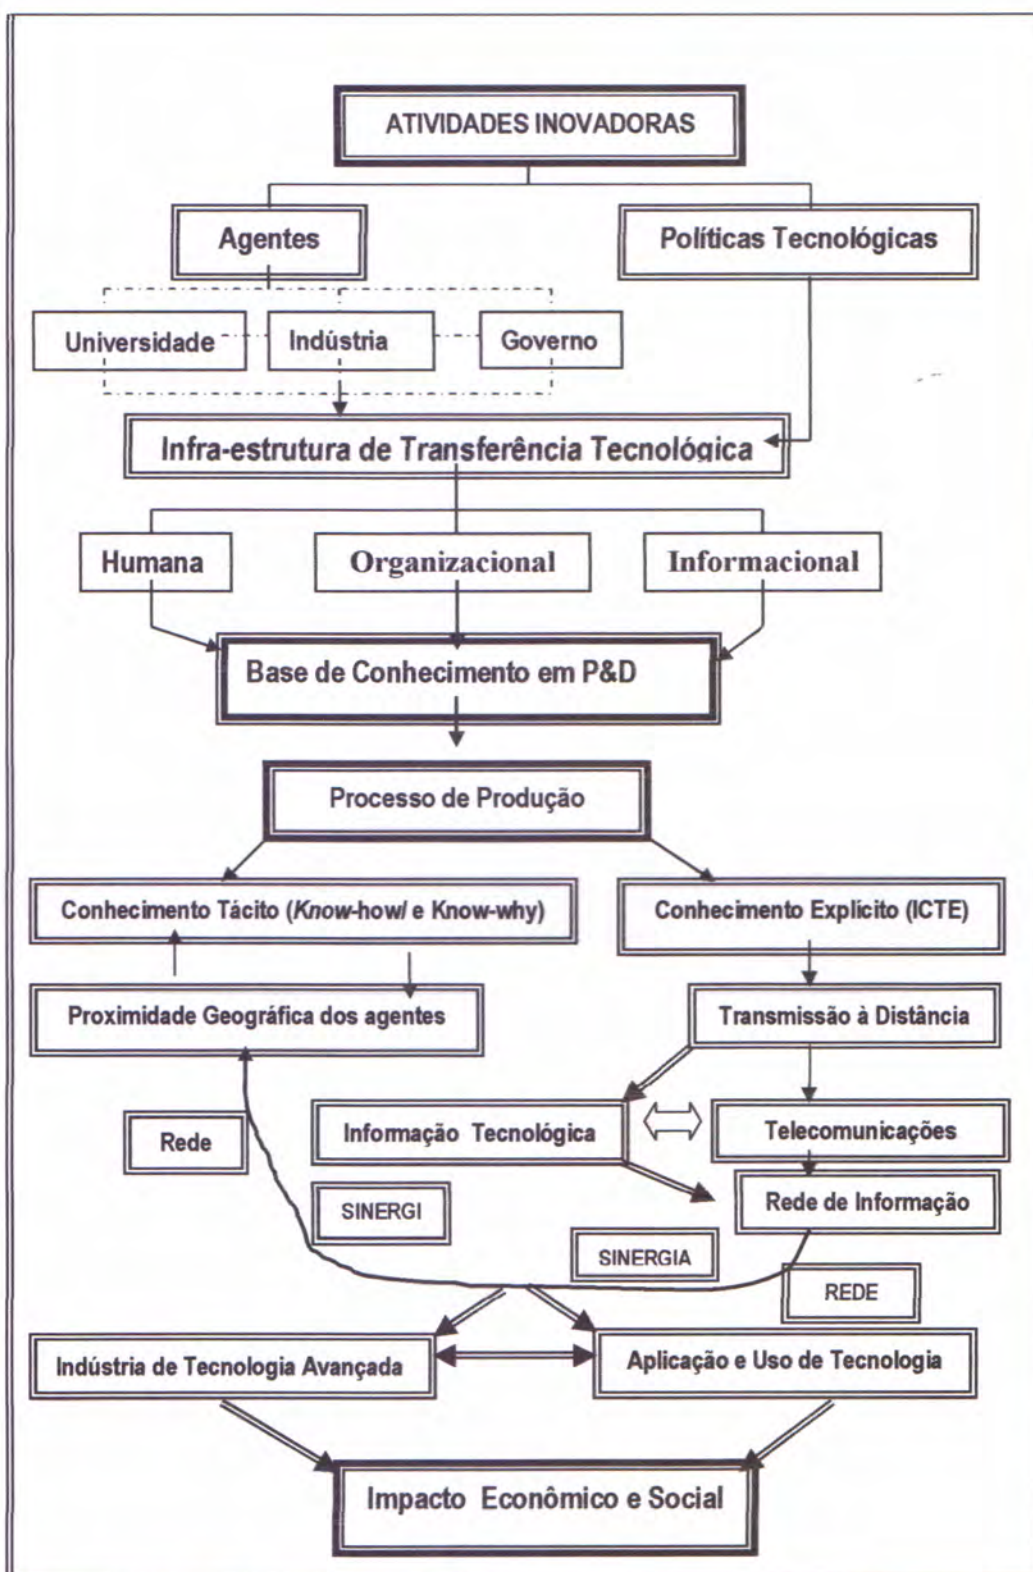 ATIVIDADES INOVADORAS
Agentes
Políticas Tecnológicas
Universidade
Indústria
Governo
Infra-estrutura de Transferência Tecnológica
Humana
Organizacional
Informacional
Base de Conhecimento em P&D
Processo de Produção
Conhecimento Tácito (Know-how/ e Know-why)
Conhecimento Explícito (ICTE)
Proximidade Geográfica dos agentes
Transmissão à Distância
Informação Tecnológica
Telecomunicações
Rede
Rede de Informação
SINERGI
SINERGIA
REDE
Indústria de Tecnologia Avançada
Aplicação e Uso de Tecnologia
Impacto Econômico e Social